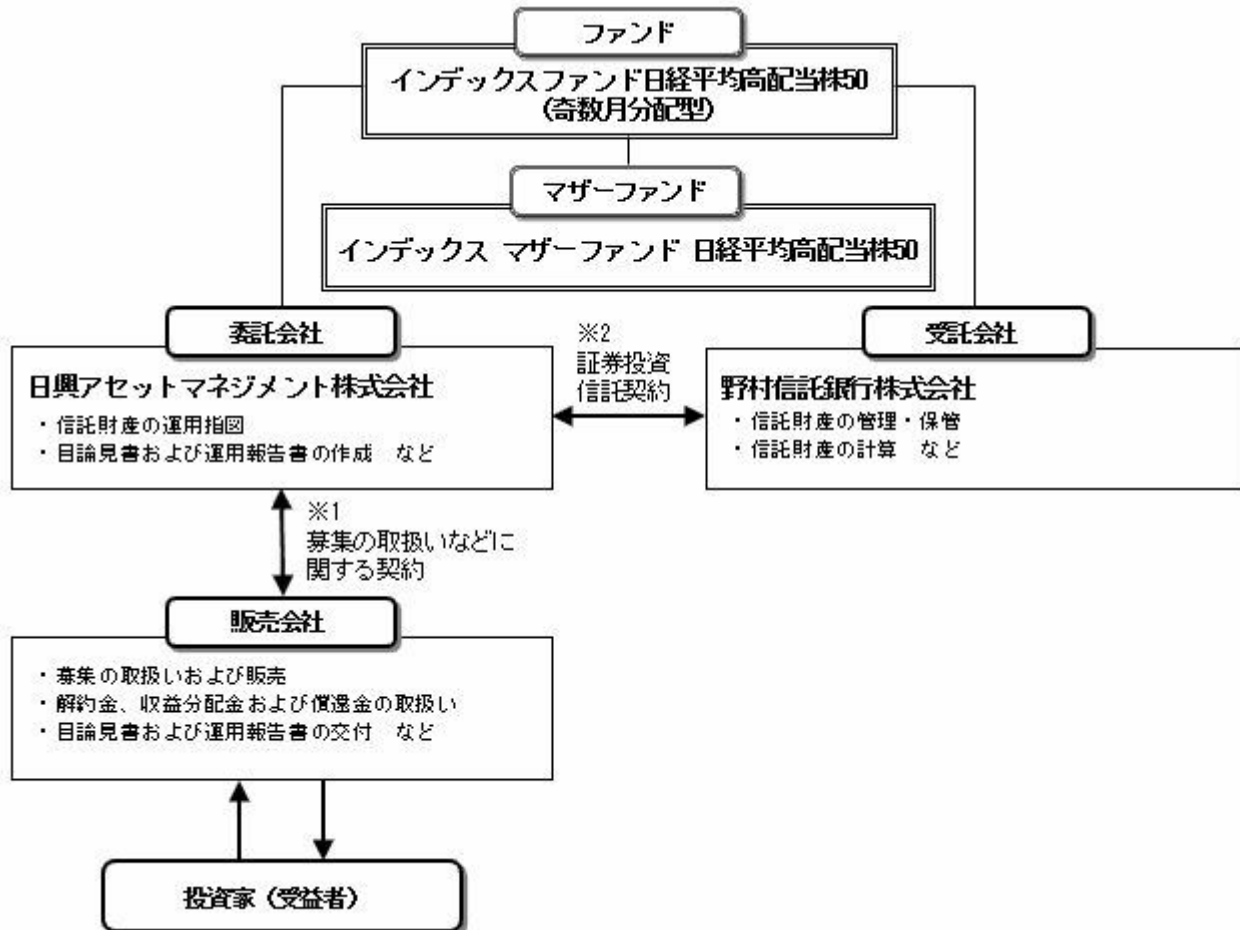 ファンド
インデックスファンド日経平均高配当株50
(奇数月分配型)
マザーファンド
インデックス マザーファンド 日経平均高配当株50
委託会社
日興アセットマネジメント株式会社
・信託財産の運用指図
・目論見書および運用報告書の作成 など
※2
証券投資
信託契約
受託会社
野村信託銀行株式会社
・信託財産の管理・保管
・信託財産の計算 など
※1
募集の取扱いなどに
関する契約
販売会社
・募集の取扱いおよび販売
・解約金、収益分配金および償還金の取扱い
・目論見書および運用報告書の交付 など
投資家(受益者)